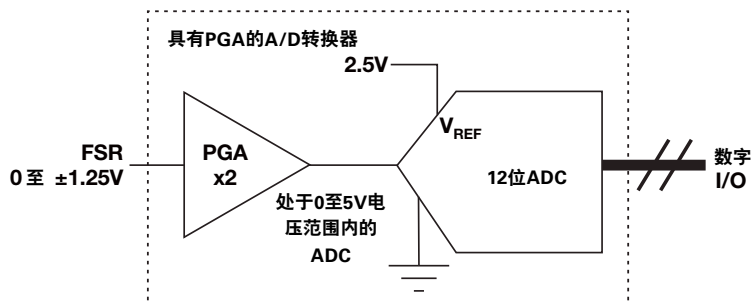 具有PGA的A/D转换器
2.5V
VREF
FSR
0 至 ±1.25V
PGA
x2
处于0至5V电
压范围内的
ADC
12位ADC
数字
I/O